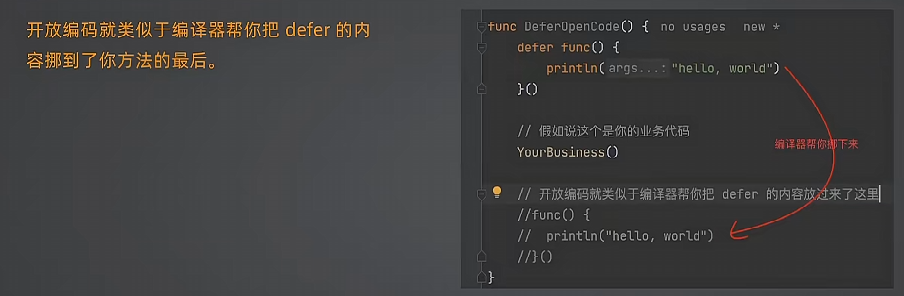 开放编码就类似于编译器帮你把 defer 的内
容挪到了你方法的最后。
func DeferOpenCode() { no usages new *
defer func() {
println( args...: "hello, world")
}()
// 假如说这个是你的业务代码
YourBusiness()
编译器帮你挪下来
// 开放编码就类似于编译器帮你把 defer 的内容放过来了这里
//func() {
// println("hello, world")
//}()
}